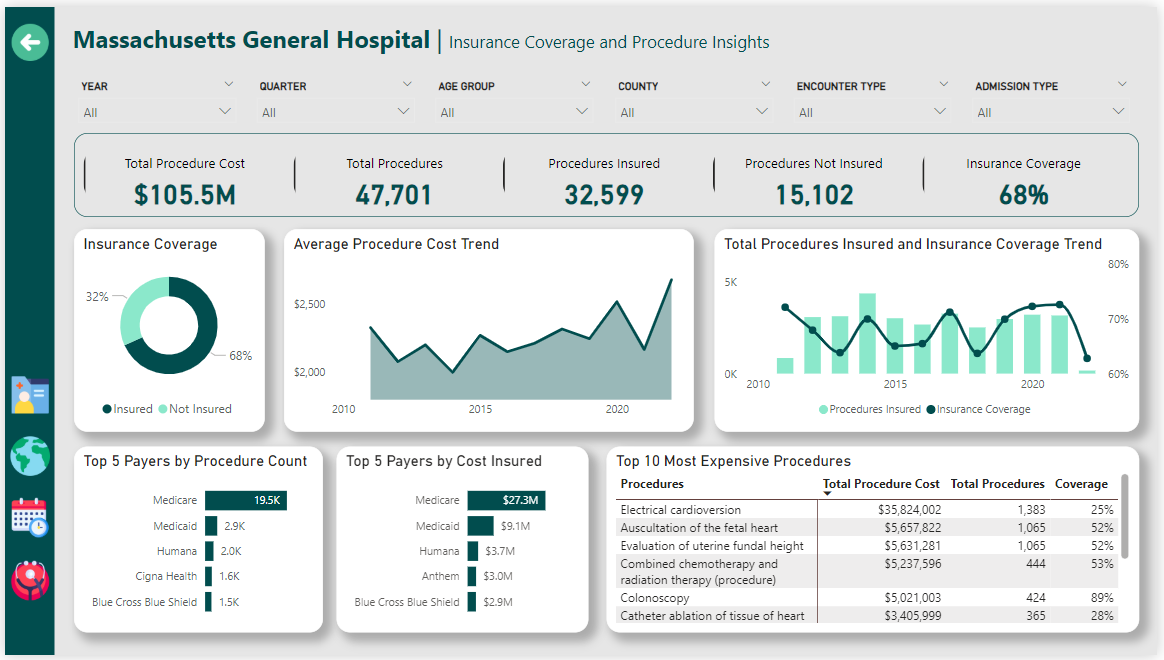 Massachusetts General Hospital | Insurance Coverage and Procedure Insights
YEAR
All
QUARTER
All
AGE GROUP
All
COUNTY
All
ENCOUNTER TYPE
All
ADMISSION TYPE
All
Total Procedure Cost
$105.5M
Total Procedures
47,701
Procedures Insured
32,599
Procedures Not Insured
15,102
Insurance Coverage
68%
Insurance Coverage
32%
68%
Insured Not Insured
Average Procedure Cost Trend
$2,500
$2,000
2010 2015 2020
Total Procedures Insured and Insurance Coverage Trend
80%
5K
70%
0K
60%
2010 2015 2020
Procedures Insured Insurance Coverage
Top 5 Payers by Procedure Count
Medicare 19.5K
Medicaid 2.9K
Humana 2.0K
Cigna Health 1.6K
Blue Cross Blue Shield 1.5K
Top 5 Payers by Cost Insured
Medicare $27.3M
Medicaid $9.1M
Humana $3.7M
Anthem $3.0M
Blue Cross Blue Shield $2.9M
Top 10 Most Expensive Procedures
Procedures Total Procedure Cost Total Procedures Coverage
Electrical cardioversion $35,824,002 1,383 25%
Auscultation of the fetal heart $5,657,822 1,065 52%
Evaluation of uterine fundal height $5,631,281 1,065 52%
Combined chemotherapy and $5,237,596 444 53%
radiation therapy (procedure)
Colonoscopy $5,021,003 424 89%
Catheter ablation of tissue of heart $3,405,999 365 28%